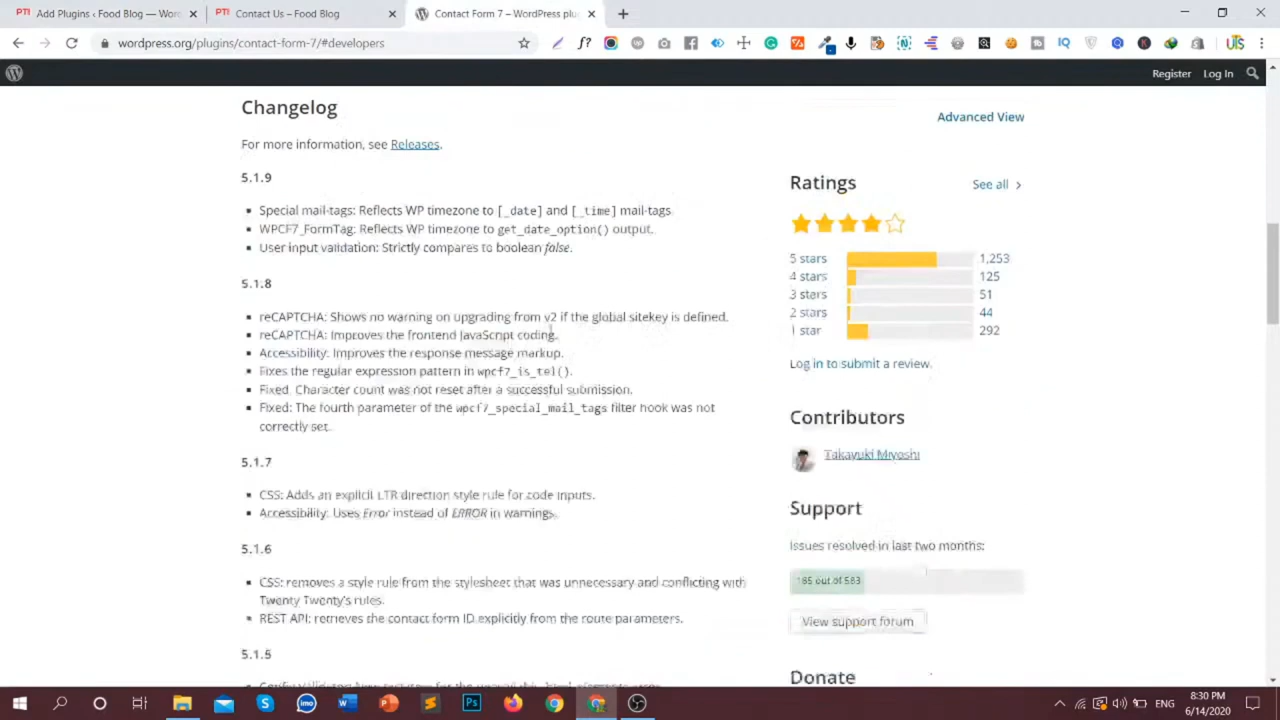 Add Plugins ‹ Food Blog — Word
Contact Us – Food Blog
Contact Form 7 – WordPress plu
wordpress.org/plugins/contact-form-7/#developers
Register Log In
Changelog
Advanced View
For more information, see Releases.
5.1.9
Special mail-tags: Reflects WP timezone to [_date] and [_time] mail-tags.
WPCF7_FormTag: Reflects WP timezone to get_date_option() output.
User input validation: Strictly compares to boolean false.
5.1.8
reCAPTCHA: Shows no warning on upgrading from v2 if the global sitekey is defined.
reCAPTCHA: Improves the frontend JavaScript coding.
Accessibility: Improves the response message markup.
Fixes the regular expression pattern in wpcf7_is_tel().
Fixed: Character count was not reset after a successful submission.
Fixed: The fourth parameter of the wpcf7_special_mail_tags filter hook was not
correctly set.
5.1.7
CSS: Adds an explicit LTR direction style rule for code inputs.
Accessibility: Uses Error instead of ERROR in warnings.
5.1.6
CSS: removes a style rule from the stylesheet that was unnecessary and conflicting with
Twenty Twenty's rules.
REST API: retrieves the contact form ID explicitly from the route parameters.
5.1.5
Ratings
See all
5 stars 1,253
4 stars 125
3 stars 51
2 stars 44
1 star 292
Log in to submit a review.
Contributors
Takayuki Miyoshi
Support
Issues resolved in last two months:
185 out of 583
View support forum
Donate
ENG
8:30 PM
6/14/2020